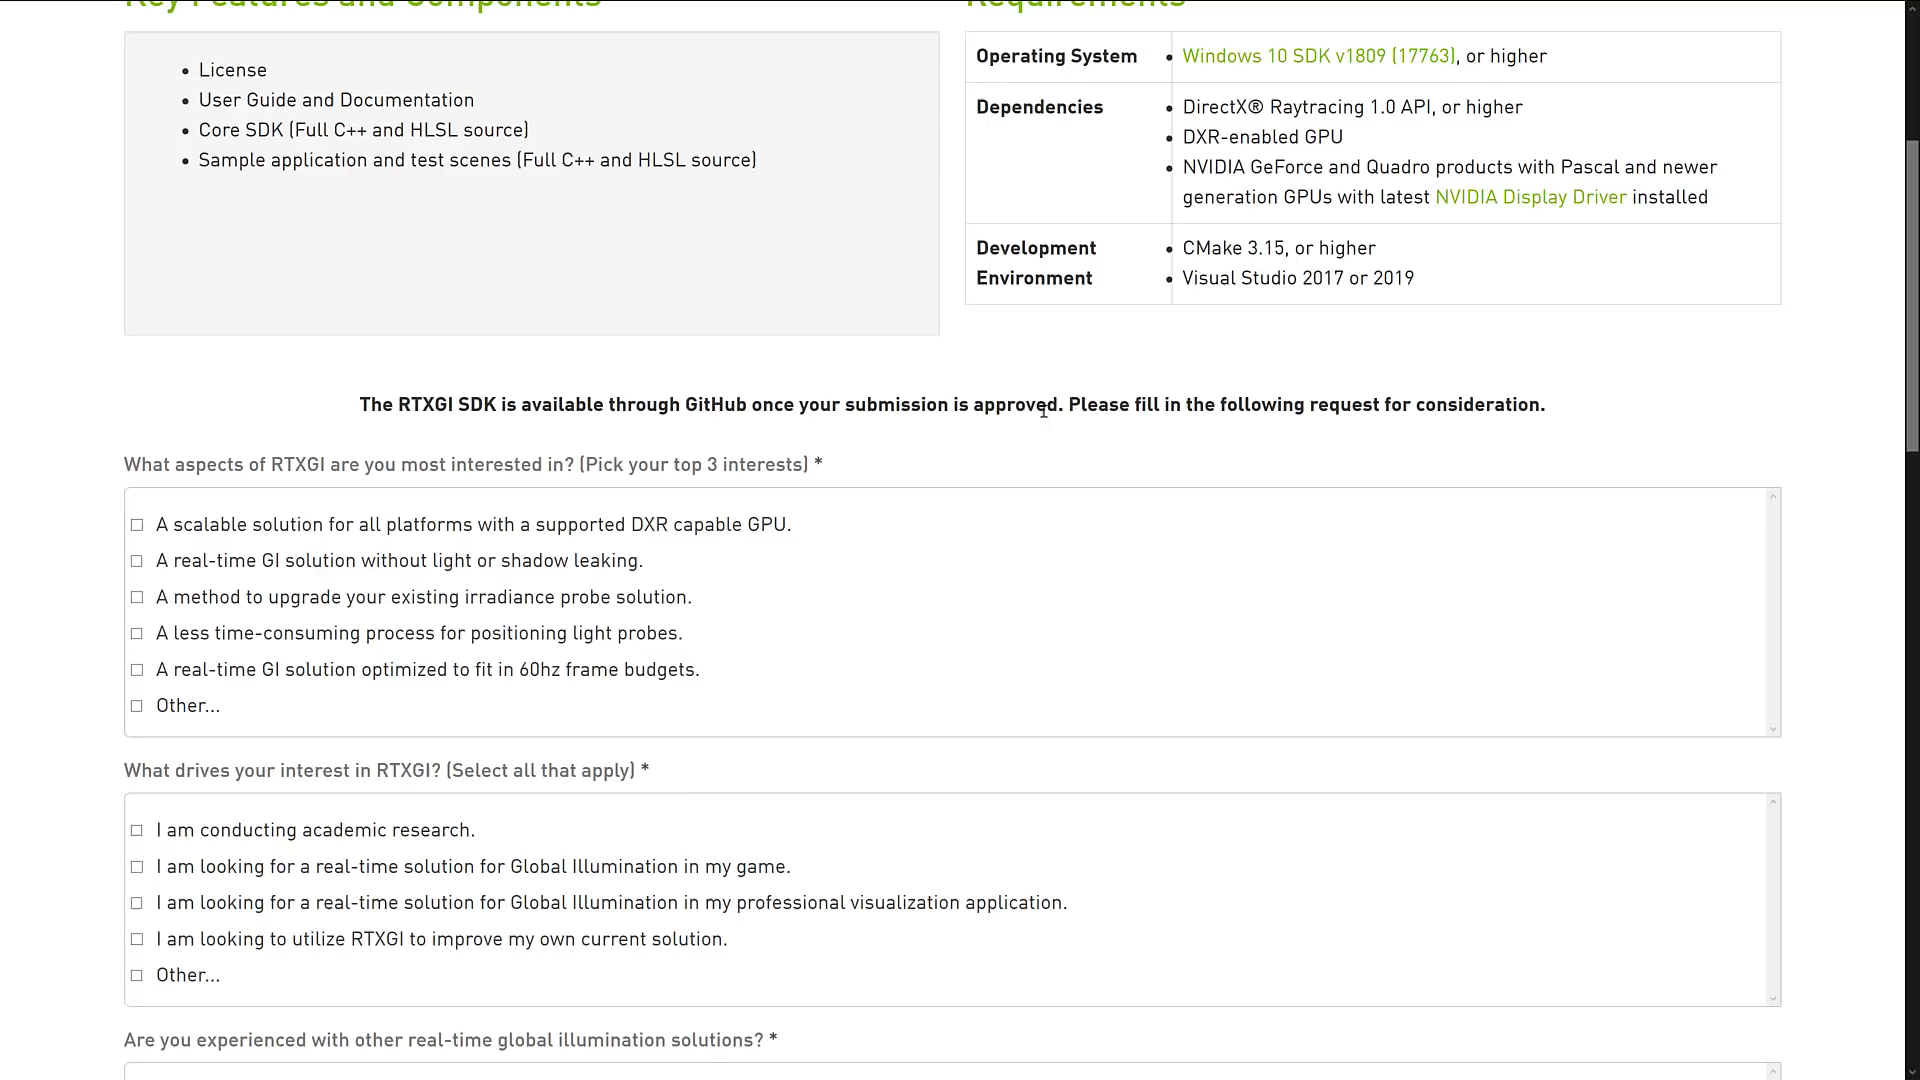 Key Features and Components
Requirements
License
User Guide and Documentation
Core SDK (Full C++ and HLSL source)
Sample application and test scenes (Full C++ and HLSL source)
Operating System
Windows 10 SDK v1809 (17763), or higher
Dependencies
DirectX® Raytracing 1.0 API, or higher
DXR-enabled GPU
NVIDIA GeForce and Quadro products with Pascal and newer
generation GPUs with latest NVIDIA Display Driver installed
Development
Environment
CMake 3.15, or higher
Visual Studio 2017 or 2019
The RTXGI SDK is available through GitHub once your submission is approved. Please fill in the following request for consideration.
What aspects of RTXGI are you most interested in? (Pick your top 3 interests) *
A scalable solution for all platforms with a supported DXR capable GPU.
A real-time GI solution without light or shadow leaking.
A method to upgrade your existing irradiance probe solution.
A less time-consuming process for positioning light probes.
A real-time GI solution optimized to fit in 60hz frame budgets.
Other...
What drives your interest in RTXGI? (Select all that apply) *
I am conducting academic research.
I am looking for a real-time solution for Global Illumination in my game.
I am looking for a real-time solution for Global Illumination in my professional visualization application.
I am looking to utilize RTXGI to improve my own current solution.
Other...
Are you experienced with other real-time global illumination solutions? *